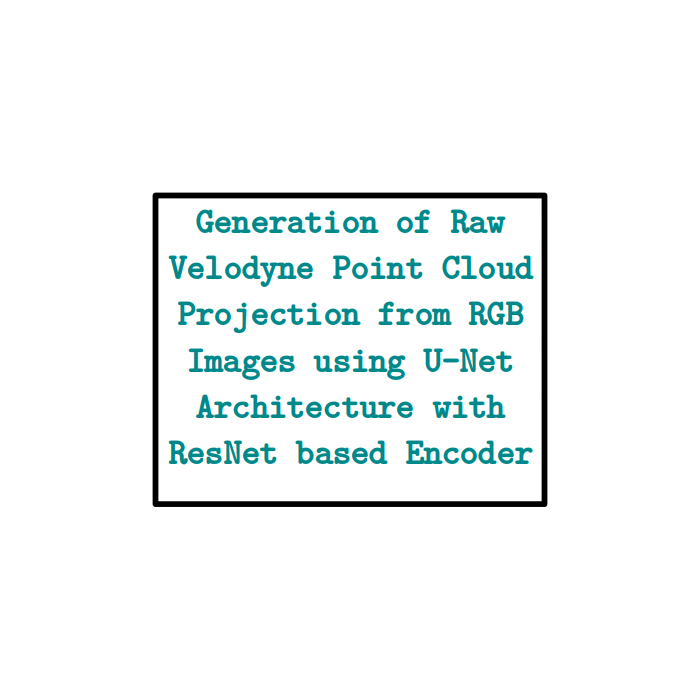 Generation of Raw
Velodyne Point Cloud
Projection from RGB
Images using U-Net
Architecture with
ResNet based Encoder